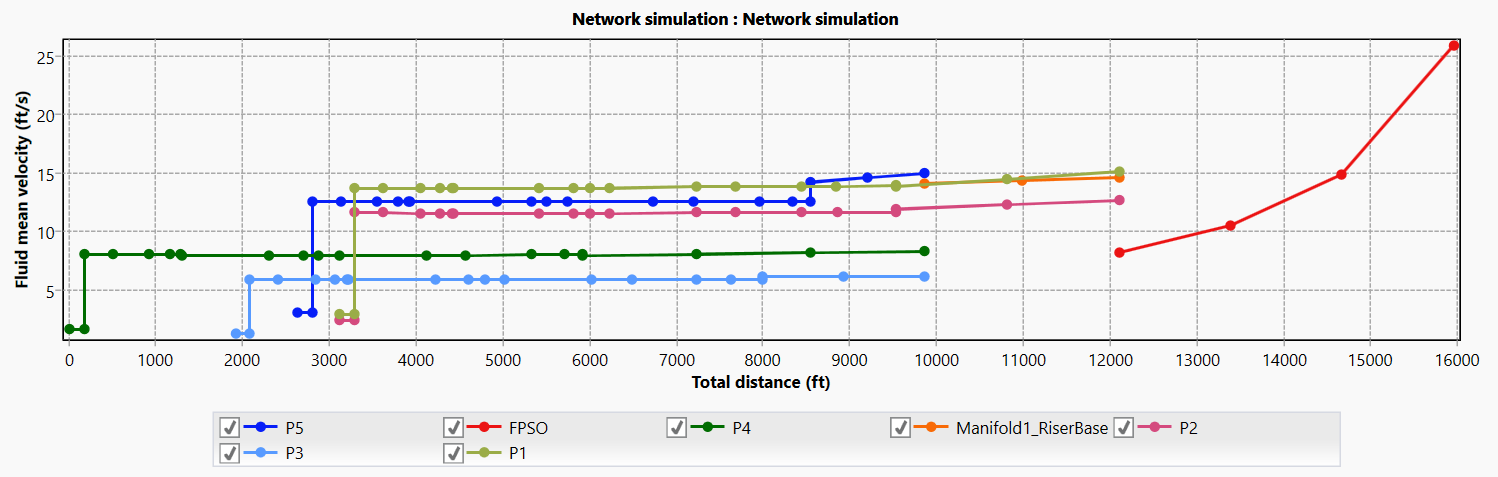 Network simulation : Network simulation
Fluid mean velocity (ft/s)
25
20
15
10
5
0 1000 2000 3000 4000 5000 6000 7000 8000 9000 10000 11000 12000 13000 14000 15000 16000
Total distance (ft)
P5 FPSO P4 Manifold1_RiserBase P2
P3 P1